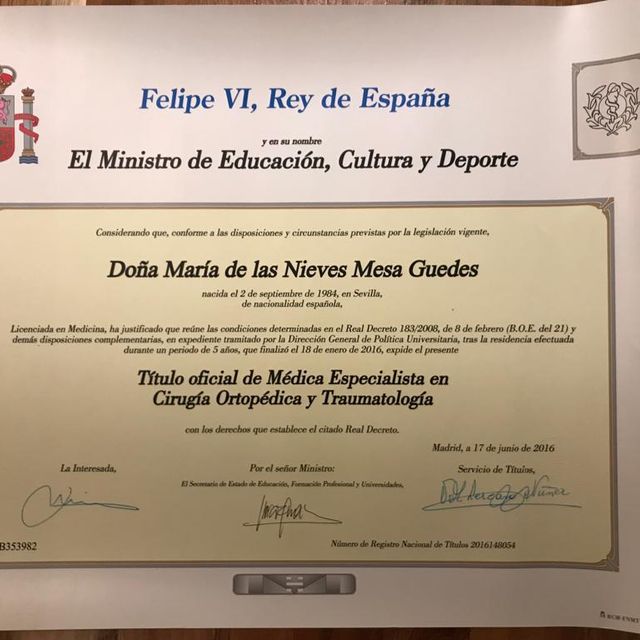 Felipe VI, Rey de España
y en su nombre
El Ministro de Educación, Cultura y Deporte
Considerando que, conforme a las disposiciones y circunstancias previstas por la legislación vigente,
Doña María de las Nieves Mesa Guedes
nacida el 2 de septiembre de 1984, en Sevilla,
de nacionalidad española,
Licenciada en Medicina, ha justificado que reúne las condiciones determinadas en el Real Decreto 183/2008, de 8 de febrero (B.O.E. del 21) y
demás disposiciones complementarias, en expediente tramitado por la Dirección General de Política Universitaria, tras la residencia efectuada
durante un periodo de 5 años, que finalizó el 18 de enero de 2016, expide el presente
Título oficial de Médica Especialista en
Cirugía Ortopédica y Traumatología
con los derechos que establece el citado Real Decreto.
Madrid, a 17 de junio de 2016
La Interesada,
Por el señor Ministro:
Servicio de Títulos,
El Secretario de Estado de Educación, Formación Profesional y Universidades,
B353982
Número de Registro Nacional de Títulos 2016148054